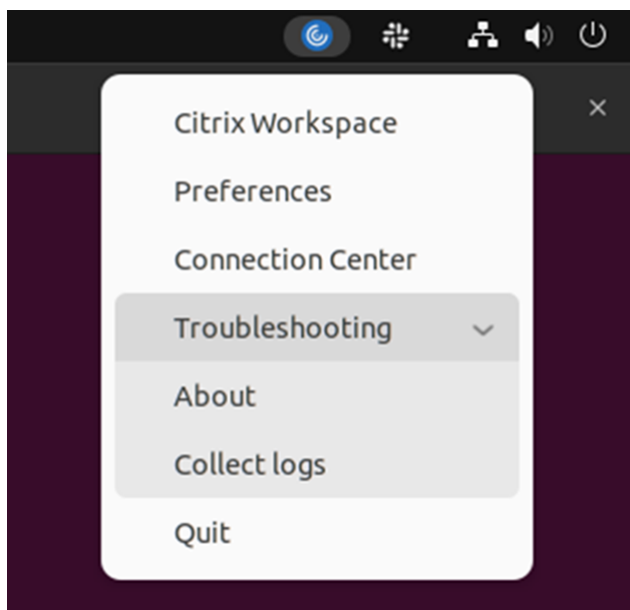 Citrix Workspace
Preferences
Connection Center
Troubleshooting
About
Collect logs
Quit